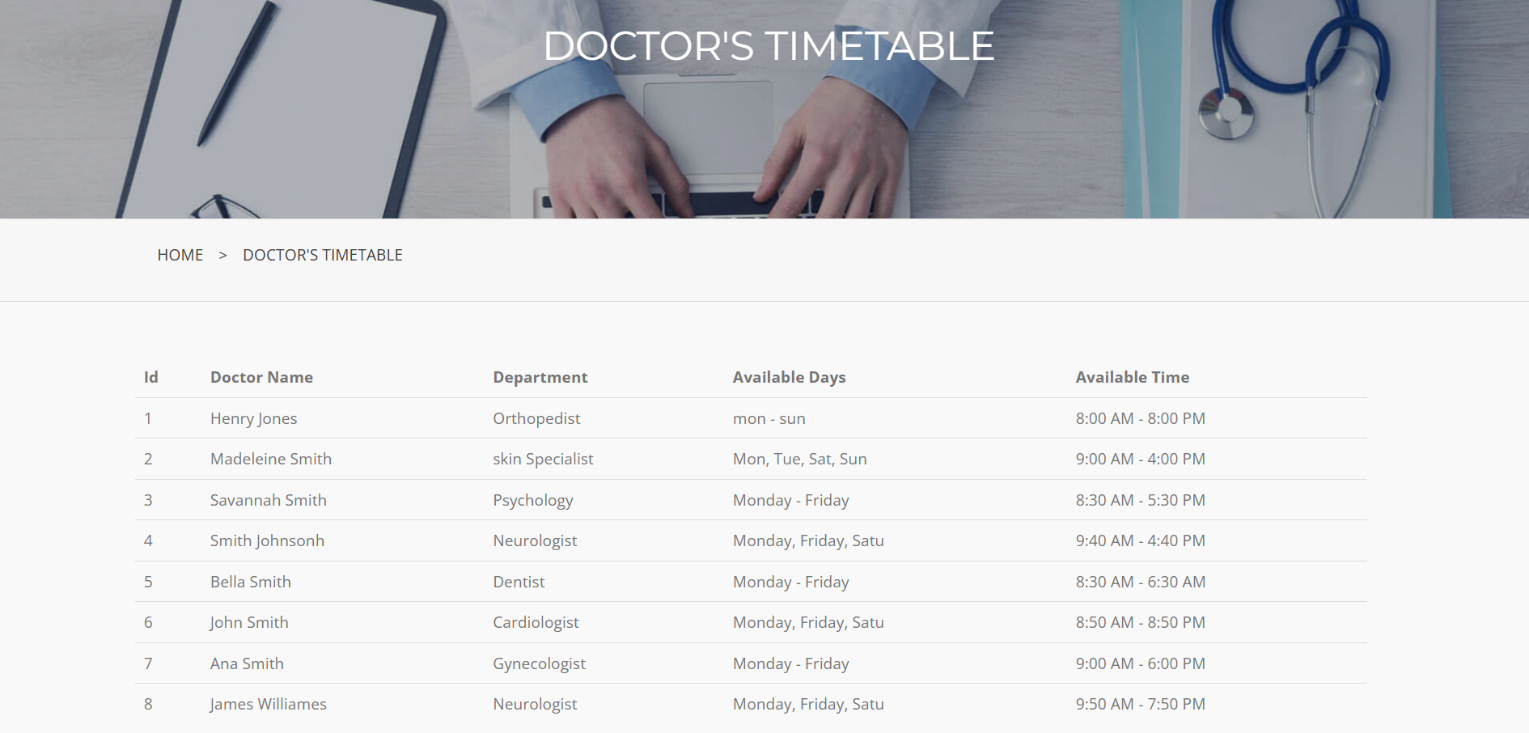 DOCTOR'S TIMETABLE
HOME > DOCTOR'S TIMETABLE
Id Doctor Name Department Available Days Available Time
1 Henry Jones Orthopedist mon - sun 8:00 AM - 8:00 PM
2 Madeleine Smith skin Specialist Mon, Tue, Sat, Sun 9:00 AM - 4:00 PM
3 Savannah Smith Psychology Monday - Friday 8:30 AM - 5:30 PM
4 Smith Johnsonh Neurologist Monday, Friday, Satu 9:40 AM - 4:40 PM
5 Bella Smith Dentist Monday - Friday 8:30 AM - 6:30 AM
6 John Smith Cardiologist Monday, Friday, Satu 8:50 AM - 8:50 PM
7 Ana Smith Gynecologist Monday - Friday 9:00 AM - 6:00 PM
8 James Williames Neurologist Monday, Friday, Satu 9:50 AM - 7:50 PM